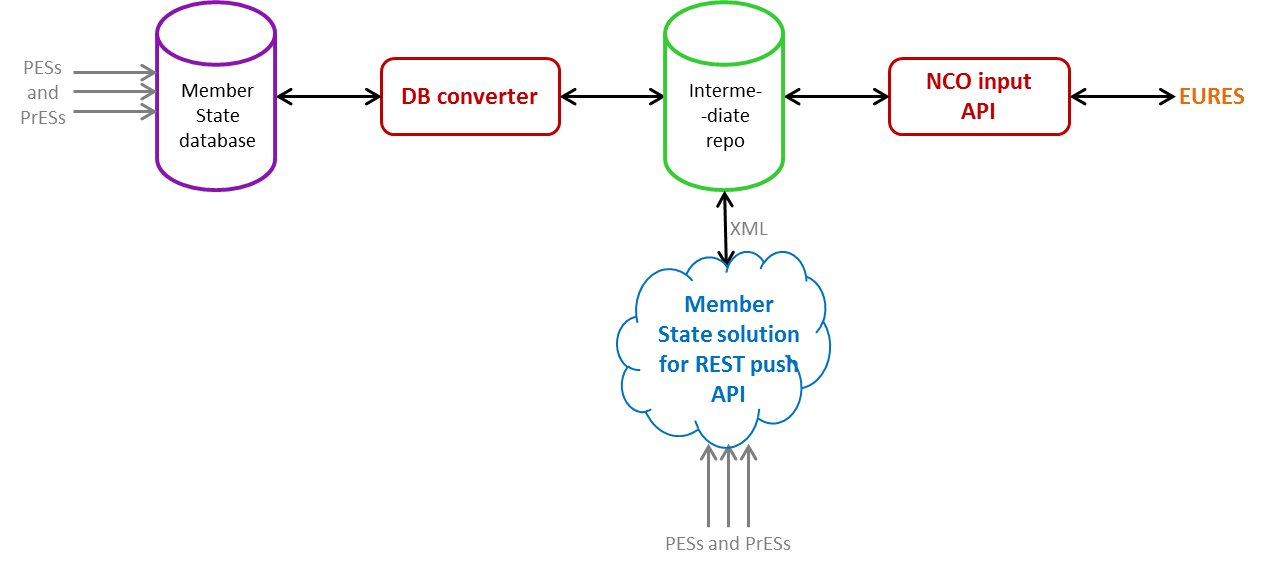 PESs
and
PrESs
Member
State
database
DB converter
Interme-
-diate
repo
NCO input
API
EURES
XML
Member
State solution
for REST push
API
PESs and PrESs